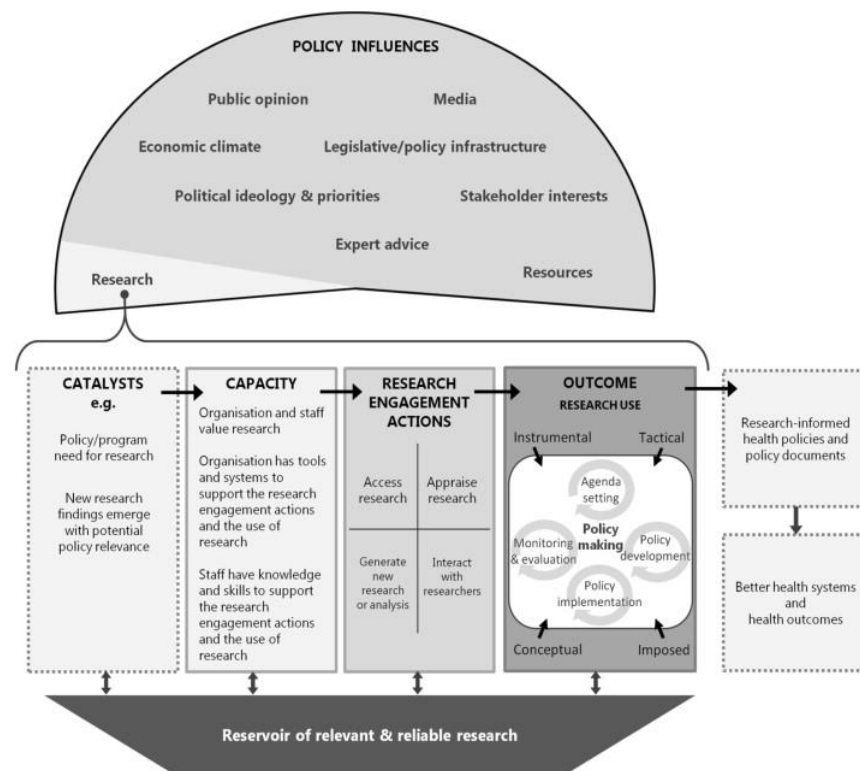 POLICY INFLUENCES
Public opinion
Media
Economic climate
Legislative/policy infrastructure
Political ideology & priorities
Stakeholder interests
Expert advice
Resources
Research
CATALYSTS
e.g.
Policy/program
need for research
New research
findings emerge
with potential
policy relevance
CAPACITY
Organisation and staff
value research
Organisation has tools
and systems to
support the research
engagement actions
and the use of
research
Staff have knowledge
and skills to support
the research
engagement actions
and the use of
research
RESEARCH
ENGAGEMENT
ACTIONS
Access
research
Appraise
research
Generate
new
research
or analysis
Interact
with
researchers
OUTCOME
RESEARCH USE
Instrumental
Tactical
Agenda
setting
Monitoring
& evaluation
Policy
making
Policy
development
Policy
implementation
Conceptual
Imposed
Research-informed
health policies and
policy documents
Better health systems
and
health outcomes
Reservoir of relevant & reliable research